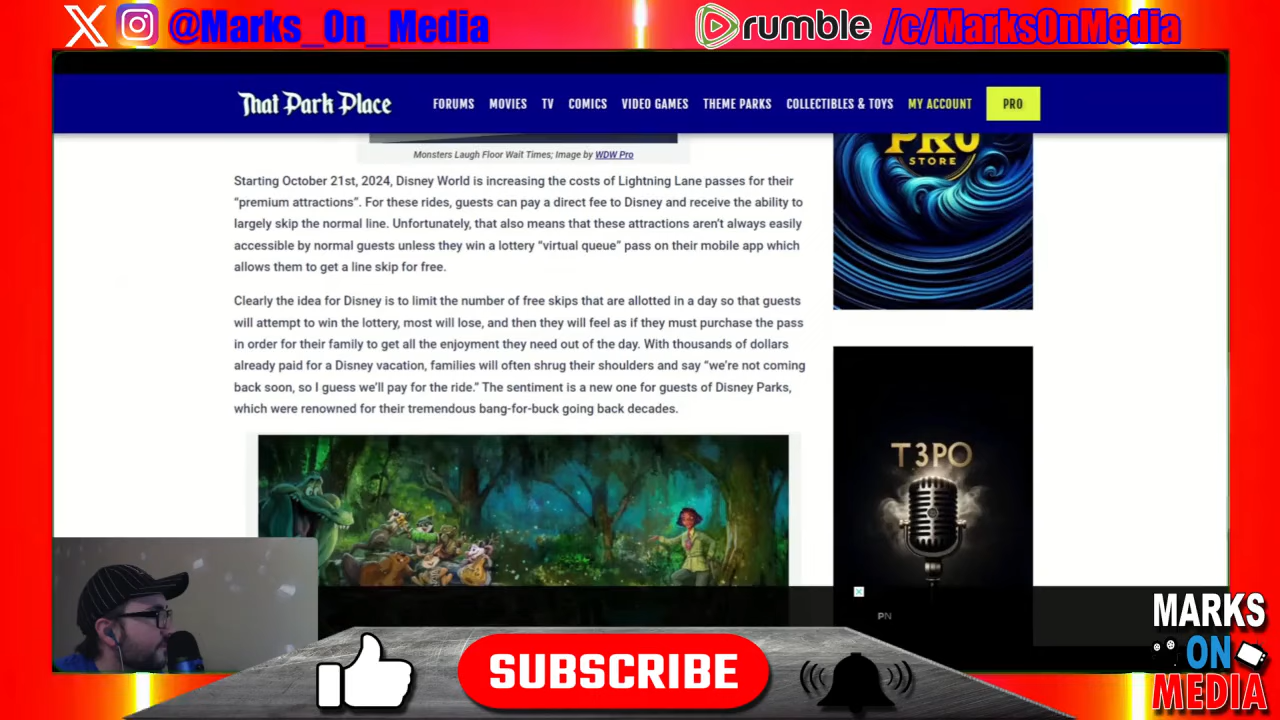 @Marks_On_Media
rumble /c/MarksOnMedia
That Park Place
FORUMS MOVIES TV COMICS VIDEO GAMES THEME PARKS COLLECTIBLES & TOYS MY ACCOUNT PRO
Monsters Laugh Floor Wait Times; Image by WDW Pro
Starting October 21st, 2024, Disney World is increasing the costs of Lightning Lane passes for their
“premium attractions”. For these rides, guests can pay a direct fee to Disney and receive the ability to
largely skip the normal line. Unfortunately, that also means that these attractions aren’t always easily
accessible by normal guests unless they win a lottery “virtual queue” pass on their mobile app which
allows them to get a line skip for free.
Clearly the idea for Disney is to limit the number of free skips that are allotted in a day so that guests
will attempt to win the lottery, most will lose, and then they will feel as if they must purchase the pass
in order for their family to get all the enjoyment they need out of the day. With thousands of dollars
already paid for a Disney vacation, families will often shrug their shoulders and say “we’re not coming
back soon, so I guess we’ll pay for the ride.” The sentiment is a new one for guests of Disney Parks,
which were renowned for their tremendous bang-for-buck going back decades.
PRO
STORE
T3PO
PN
SUBSCRIBE
MARKS
ON
MEDIA